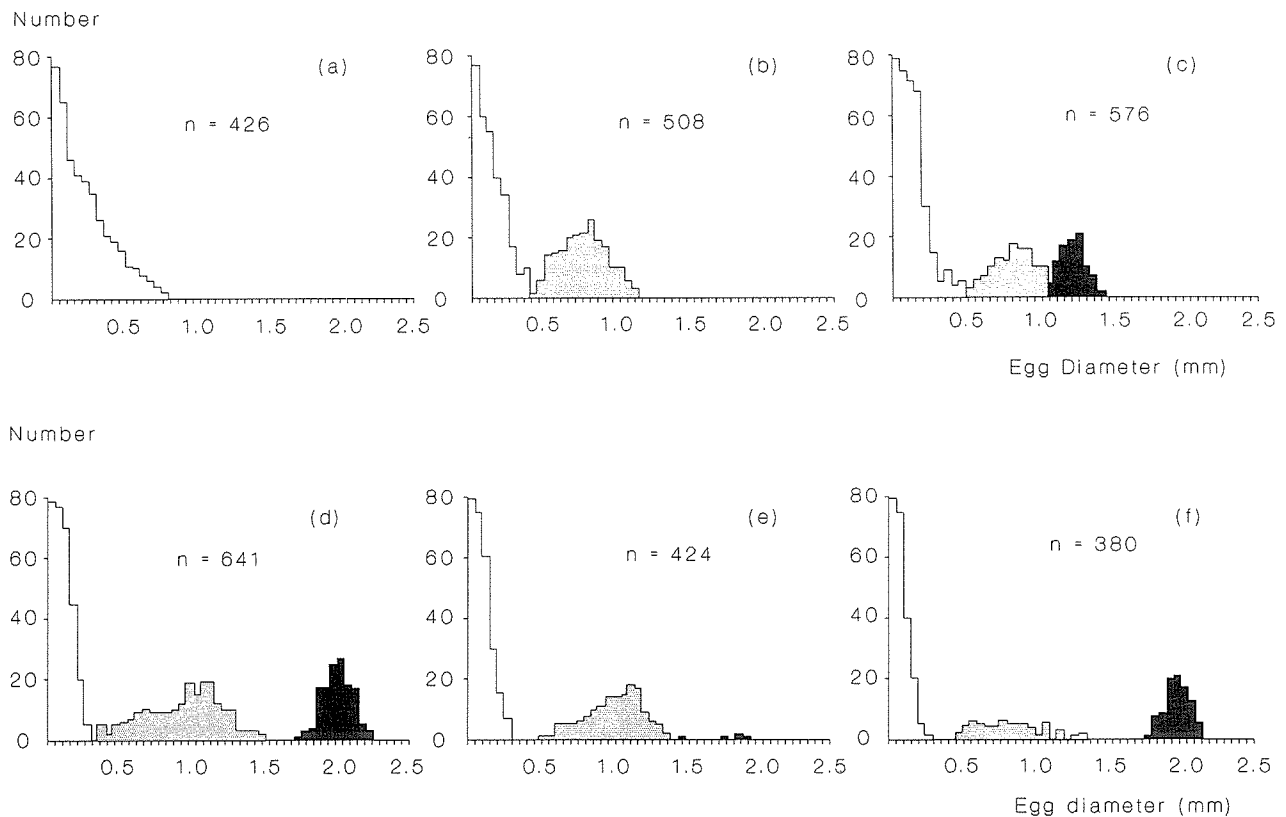 Number
80 (a) 80 (b) 80 (c)
60 n = 426 60 n = 508 60 n = 576
40 40 40
20 20 20
0 0 0
0.5 1.0 1.5 2.0 2.5 0.5 1.0 1.5 2.0 2.5 0.5 1.0 1.5 2.0 2.5
Egg Diameter (mm)
Number
80 (d) 80 (e) 80 (f)
60 n = 641 60 n = 424 60 n = 380
40 40 40
20 20 20
0 0 0
0.5 1.0 1.5 2.0 2.5 0.5 1.0 1.5 2.0 2.5 0.5 1.0 1.5 2.0 2.5
Egg diameter (mm)